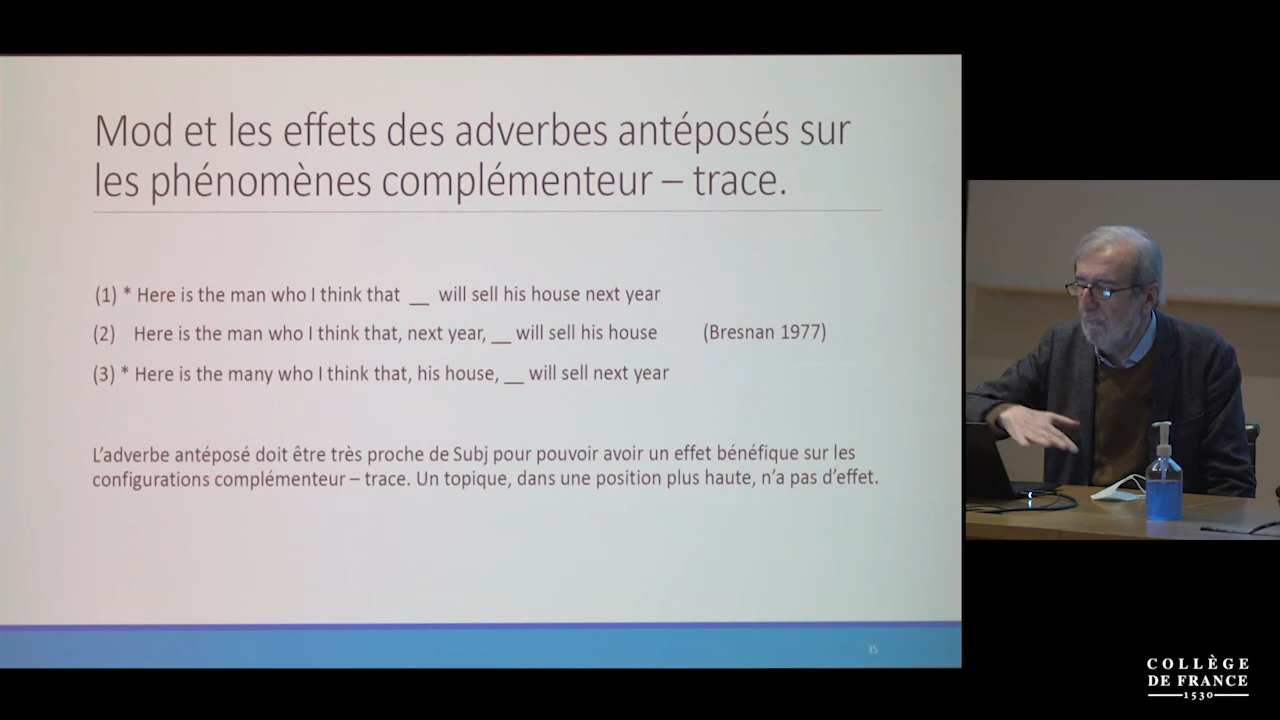 Mod et les effets des adverbes antéposés sur
les phénomènes complémenteur – trace.
(1) * Here is the man who I think that __ will sell his house next year
(2) Here is the man who I think that, next year, __ will sell his house (Bresnan 1977)
(3) * Here is the many who I think that, his house, __ will sell next year
L'adverbe antéposé doit être très proche de Subj pour pouvoir avoir un effet bénéfique sur les
configurations complémenteur – trace. Un topique, dans une position plus haute, n'a pas d'effet.
35
COLLÈGE
DE FRANCE
1530